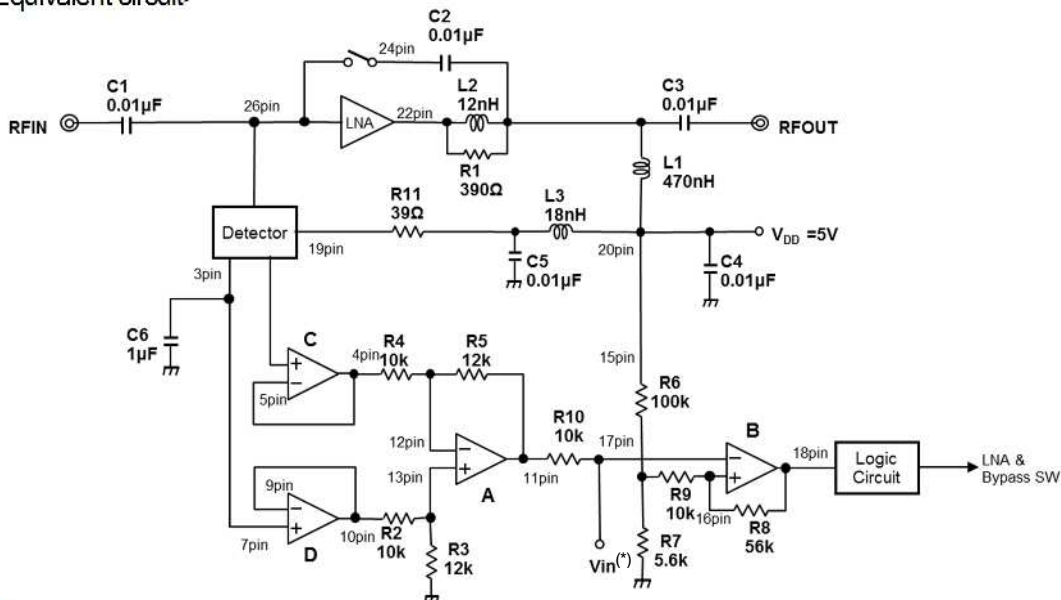 Equivalent circuit
C2
0.01µF
24pin
C1
0.01µF
L2
12nH
C3
0.01µF
26pin
22pin
RFIN
LNA
RFOUT
R1
390Ω
L1
470nH
R11
39Ω
L3
18nH
Detector
19pin
20pin
VDD =5V
3pin
C5
0.01µF
C4
0.01µF
C6
1µF
C
R4
10k
R5
12k
4pin
15pin
5pin
R6
100k
R10
10k
B
12pin
17pin
18pin
Logic
Circuit
LNA &
Bypass SW
13pin
11pin
A
9pin
R9
10k
16pin
R8
56k
7pin
D
10pin
R2
10k
R3
12k
Vin(*)
R7
5.6k